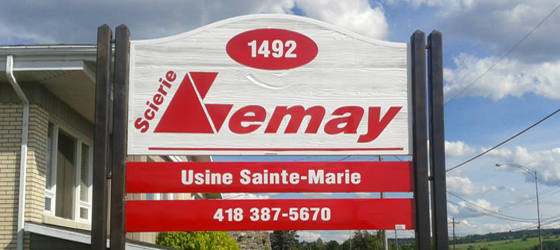 1492
Scierie
Lemay
Usine Sainte-Marie
418 387-5670